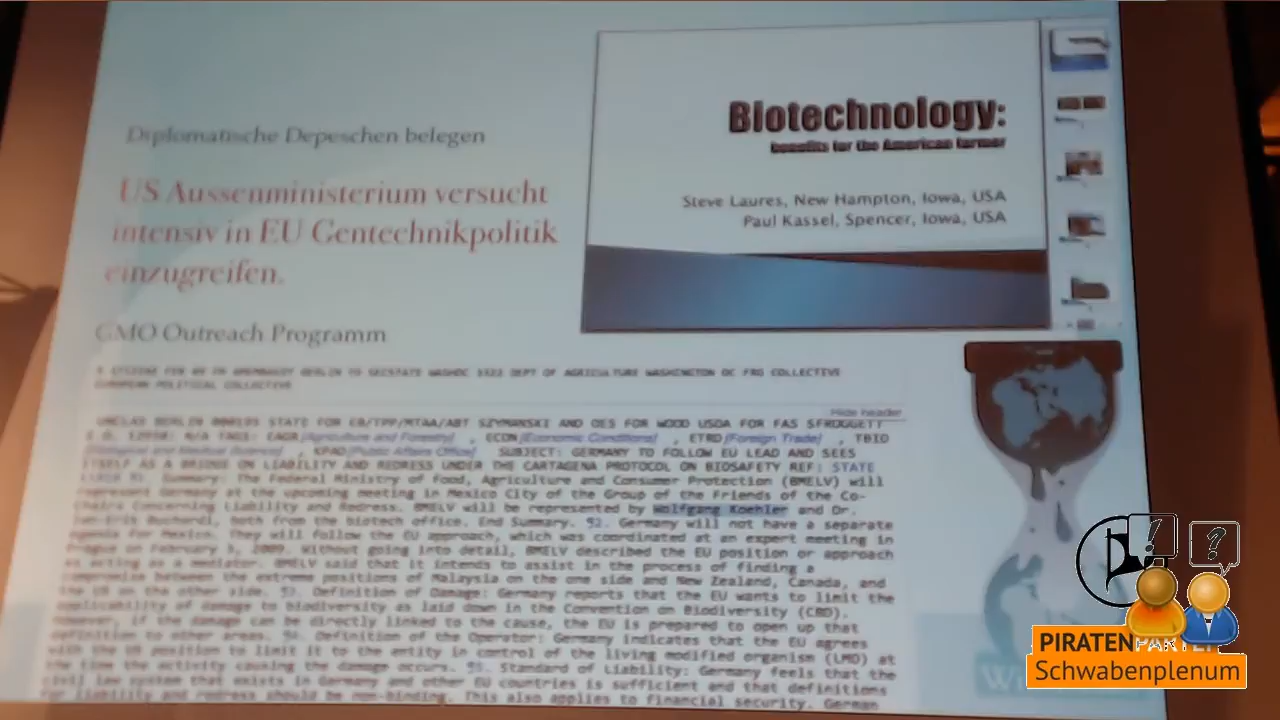 Diplomatische Depeschen belegen
US Aussenministerium versucht
intensiv in EU Gentechnikpolitik
einzugreifen.
GMO Outreach Programm
Biotechnology:
benefits for the American farmer
Steve Laures, New Hampton, Iowa, USA
Paul Kassel, Spencer, Iowa, USA
DEPT OF AGRICULTURE WASHINGTON DC FRG COLLECTIVE
EUROPEAN POLITICAL COLLECTIVE
Hide header
UNCLAS BERLIN 000193 STATE FOR EB/TPP/MTAA/ABT SZYMANSKI AND OES FOR WOOD USDA FOR FAS SFROGGETT
N/A TAGS: EAGR [Agriculture and Forestry] , ECON [Economic Conditions] , ETRD [Foreign Trade] , TBIO
, KPAO [Public Affairs Office] SUBJECT: GERMANY TO FOLLOW EU LEAD AND SEES
ITSELF AS A BRIDGE ON LIABILITY AND REDRESS UNDER THE CARTAGENA PROTOCOL ON BIOSAFETY REF: STATE
Summary: The Federal Ministry of Food, Agriculture and Consumer Protection (BMELV) will
represent Germany at the upcoming meeting in Mexico City of the Group of the Friends of the Co-
Chairs Concerning Liability and Redress. BMELV will be represented by Wolfgang Koehler and Dr.
both from the biotech office. End Summary. Germany will not have a separate
agenda for Mexico. They will follow the EU approach, which was coordinated at an expert meeting in
Prague on February 3, 2009. Without going into detail, BMELV described the EU position or approach
as acting as a mediator. BMELV said that it intends to assist in the process of finding a
compromise between the extreme positions of Malaysia on the one side and New Zealand, Canada, and
the US on the other side. Definition of Damage: Germany reports that the EU wants to limit the
applicability of damage to biodiversity as laid down in the Convention on Biodiversity (CBD).
However, if the damage can be directly linked to the cause, the EU is prepared to open up that
definition to other areas. Definition of the Operator: Germany indicates that the EU agrees
with the US position to limit it to the entity in control of the living modified organism (LMO) at
the time the activity causing the damage occurs. Standard of Liability: Germany feels that the
civil law system that exists in Germany and other EU countries is sufficient and that definitions
for liability and redress should be non-binding. This also applies to financial security. German
! ?
PIRATENPARTEI
Schwabenplenum